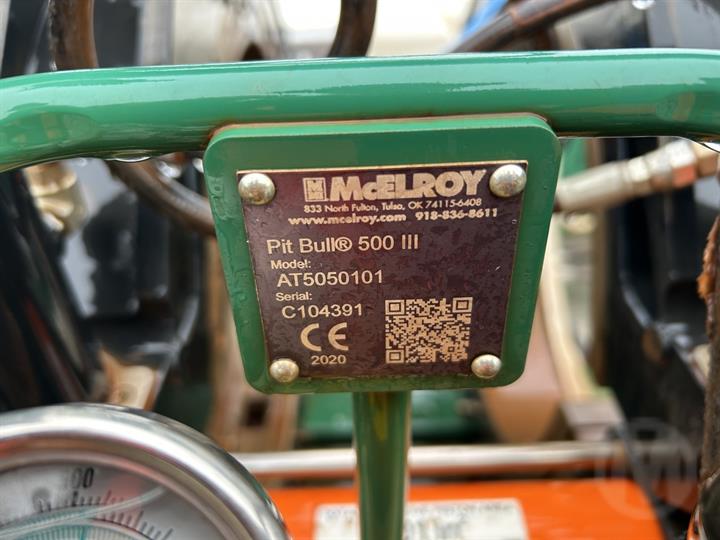 McELROY
833 North Fulton, Tulsa, OK 74115-6408
www.mcelroy.com 918-836-8611
Pit Bull® 500 III
Model:
AT5050101
Serial:
C104391
CE
2020